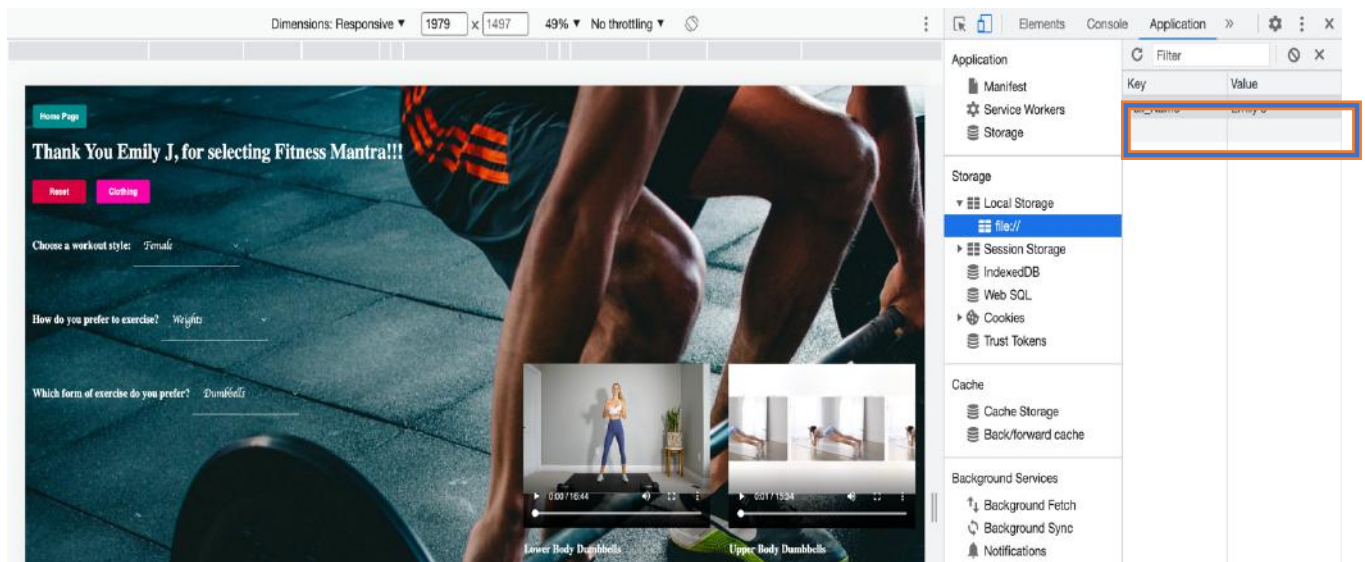 Dimensions: Responsive ▼ 1979 x 1497 49% ▼ No throttling ▼
Elements Console Application »
Home Page
Thank You Emily J, for selecting Fitness Mantra!!!
Reset Clothing
Choose a workout style: Female
How do you prefer to exercise? Weights
Which form of exercise do you prefer? Dumbbells
0:00 / 16:44
0:01 / 15:34
Lower Body Dumbbells
Upper Body Dumbbells
Application
Manifest
Service Workers
Storage
Storage
Local Storage
file://
Session Storage
IndexedDB
Web SQL
Cookies
Trust Tokens
Cache
Cache Storage
Back/forward cache
Background Services
Background Fetch
Background Sync
Notifications
Filter
Key Value